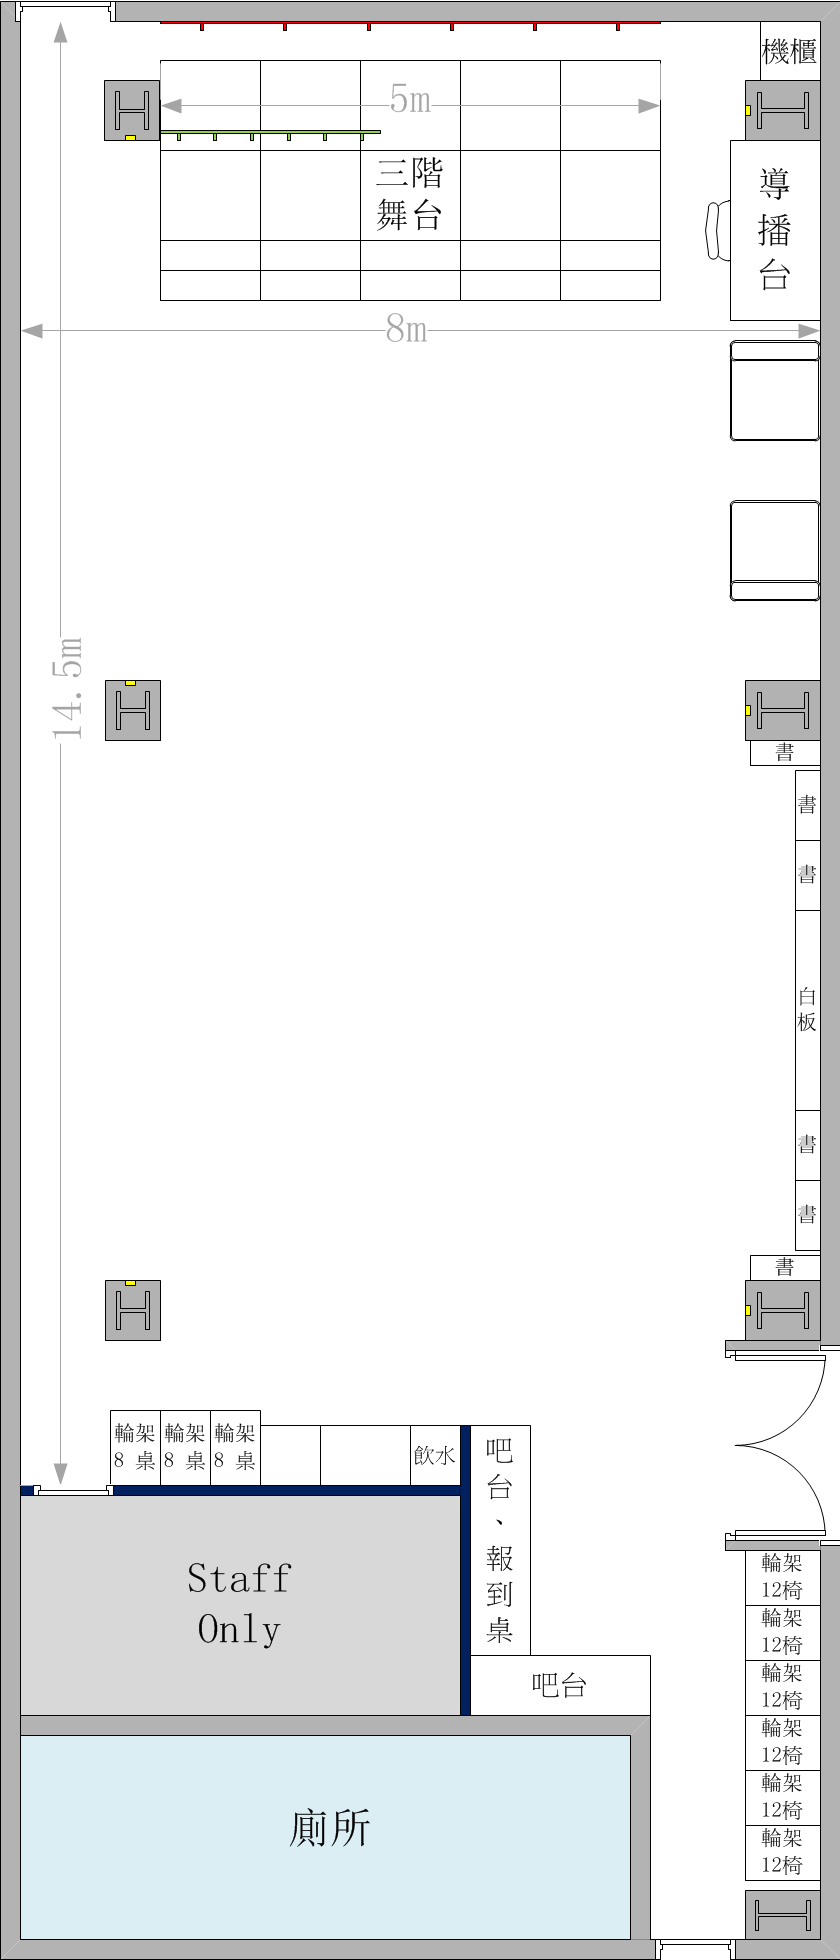 機櫃
5m
三階
舞台
導
播
台
8m
14.5m
書
書
書
白
板
書
書
書
輪架
8 桌
輪架
8 桌
輪架
8 桌
飲水
吧
台
、
報
到
桌
Staff
Only
吧台
輪架
12椅
輪架
12椅
輪架
12椅
輪架
12椅
輪架
12椅
輪架
12椅
廁所